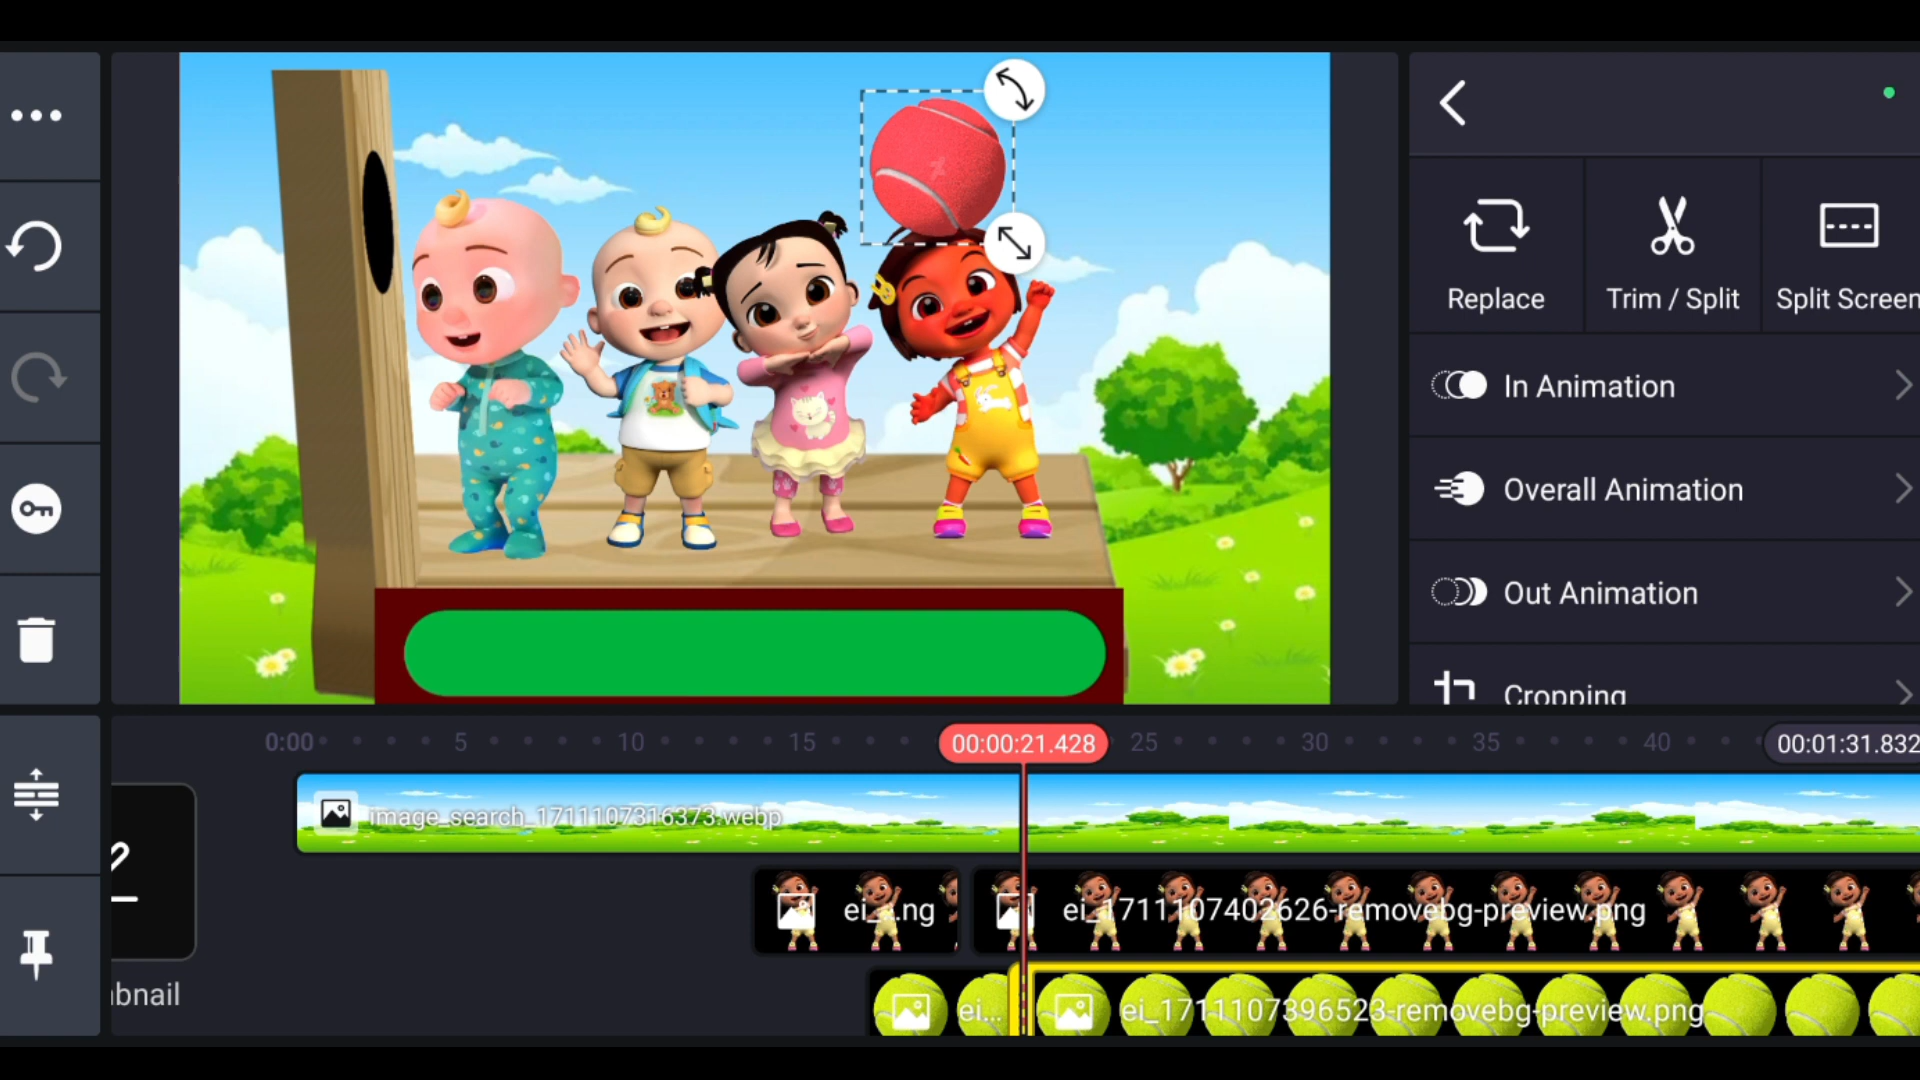 Replace
Trim / Split
Split Screen
In Animation
Overall Animation
Out Animation
Cropping
0:00
5
10
15
00:00:21.428
25
30
35
40
00:01:31.832
image_search_1711107316373.webp
ei_...ng
ei_1711107402626-removebg-preview.png
bnail
ei...
ei_1711107396523-removebg-preview.png